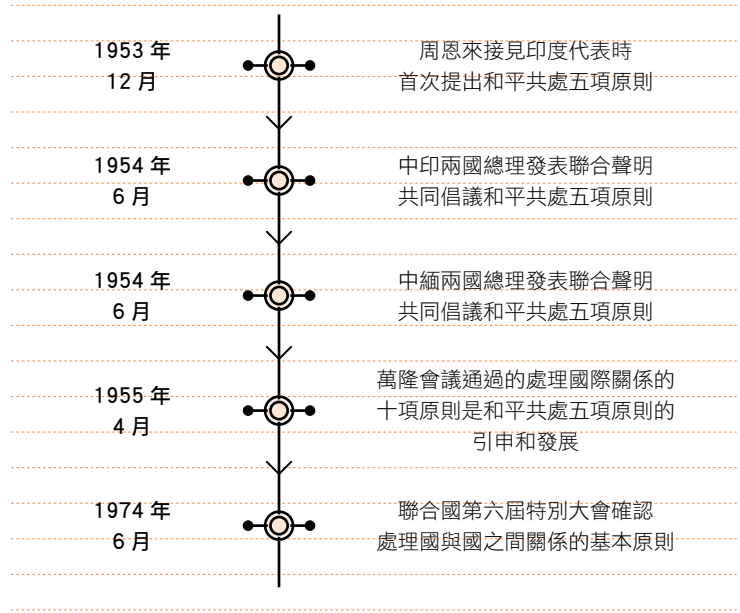 1953 年
12 月
周恩來接見印度代表時
首次提出和平共處五項原則
1954 年
6 月
中印兩國總理發表聯合聲明
共同倡議和平共處五項原則
1954 年
6 月
中緬兩國總理發表聯合聲明
共同倡議和平共處五項原則
1955 年
4 月
萬隆會議通過的處理國際關係的
十項原則是和平共處五項原則的
引申和發展
1974 年
6 月
聯合國第六屆特別大會確認
處理國與國之間關係的基本原則